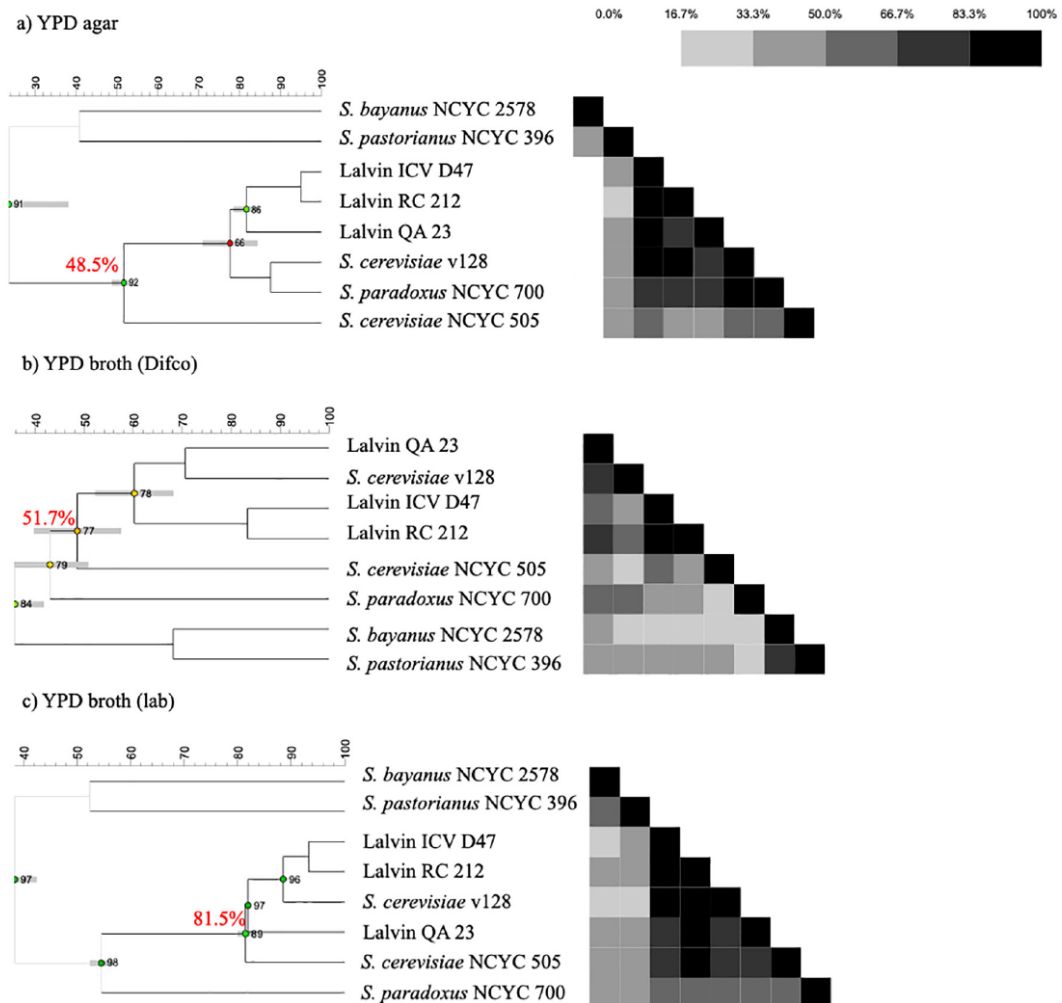 a) YPD agar
0.0% 16.7% 33.3% 50.0% 66.7% 83.3% 100%
30 40 50 60 70 80 90 100
S. bayanus NCYC 2578
S. pastorianus NCYC 396
Lalvin ICV D47
86
Lalvin RC 212
91
Lalvin QA 23
66
48.5%
S. cerevisiae v128
92
S. paradoxus NCYC 700
S. cerevisiae NCYC 505
b) YPD broth (Difco)
40 50 60 70 80 90 100
Lalvin QA 23
S. cerevisiae v128
78
Lalvin ICV D47
51.7%
77
Lalvin RC 212
79
S. cerevisiae NCYC 505
84
S. paradoxus NCYC 700
S. bayanus NCYC 2578
S. pastorianus NCYC 396
c) YPD broth (lab)
40 50 60 70 80 90 100
S. bayanus NCYC 2578
S. pastorianus NCYC 396
Lalvin ICV D47
97
96
Lalvin RC 212
97
S. cerevisiae v128
81.5%
89
Lalvin QA 23
98
S. cerevisiae NCYC 505
S. paradoxus NCYC 700